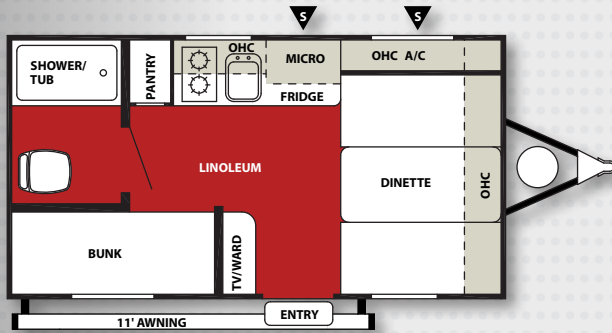 S
S
SHOWER/
TUB
PANTRY
OHC
MICRO
OHC A/C
FRIDGE
LINOLEUM
DINETTE
OHC
BUNK
TV/WARD
ENTRY
11' AWNING